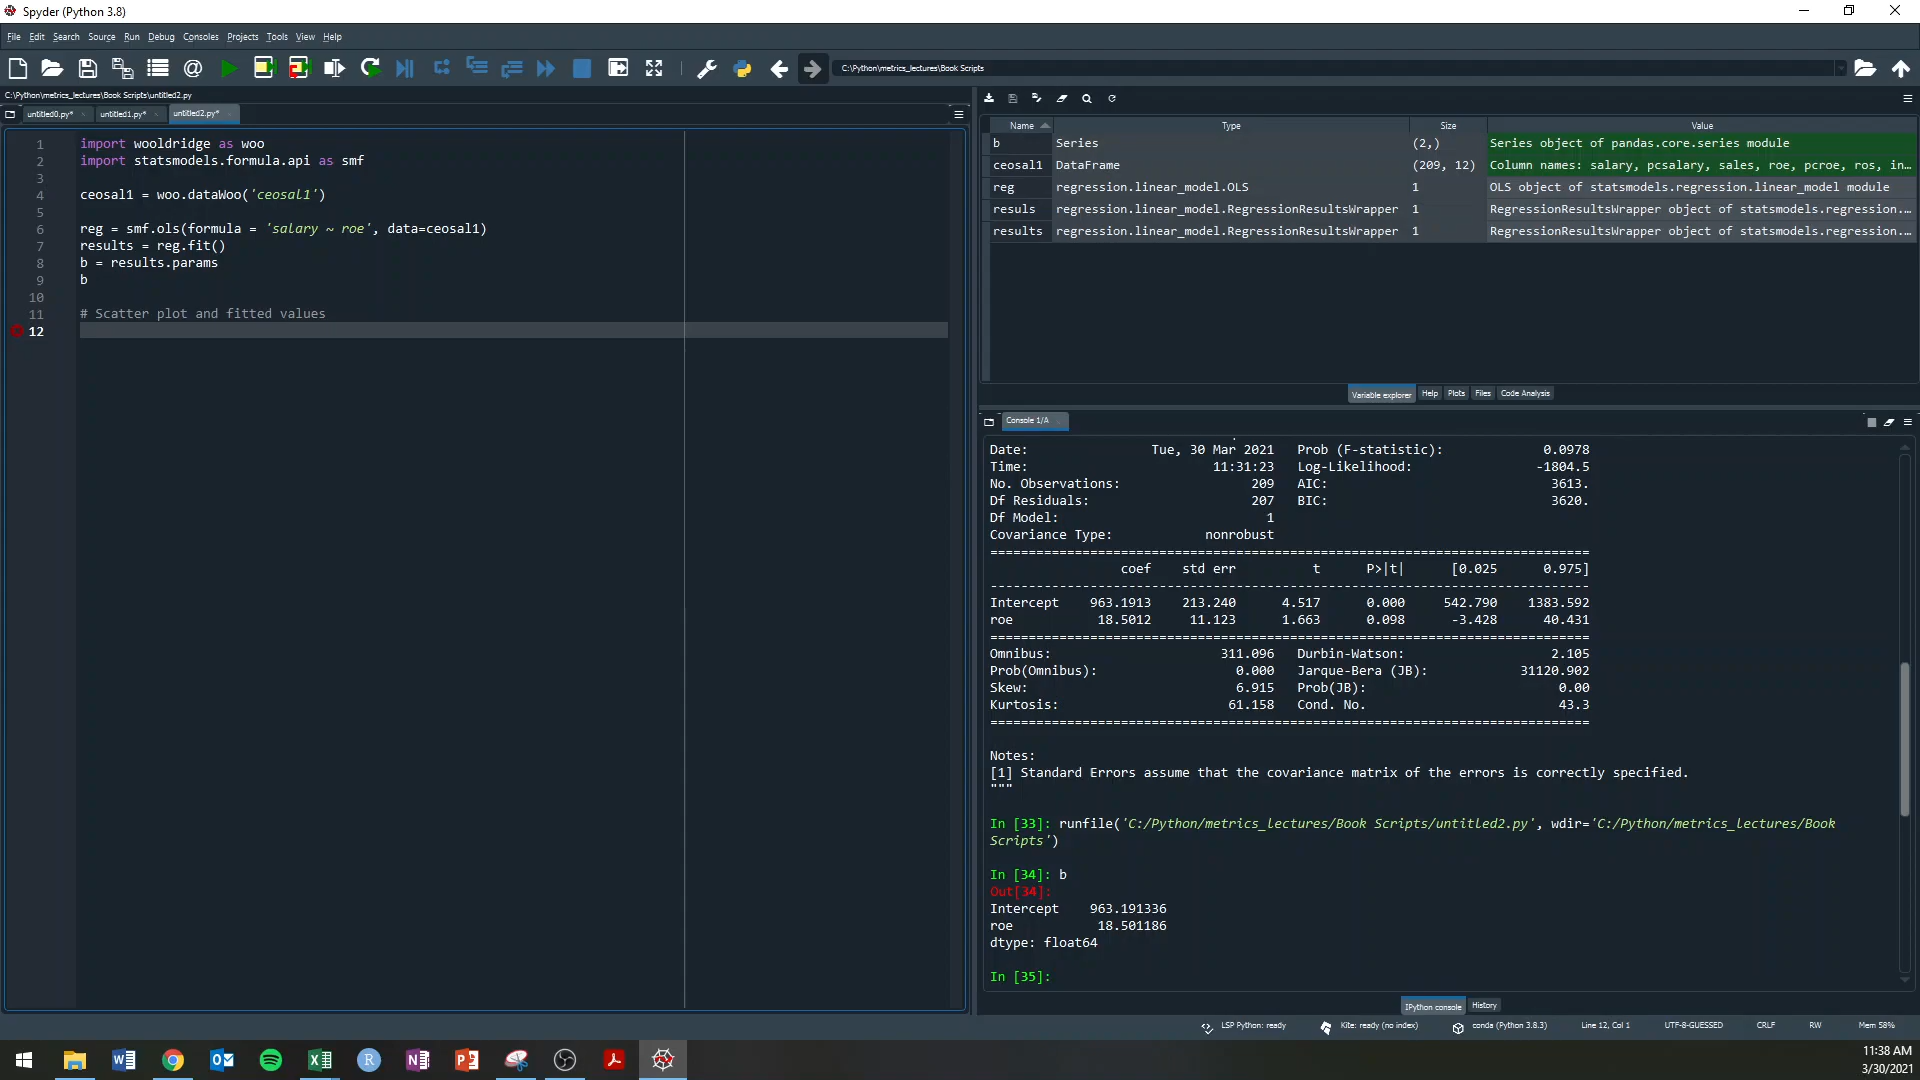 Spyder (Python 3.8)
File Edit Search Source Run Debug Consoles Projects Tools View Help
C:\Python\metrics_lectures\Book Scripts
C:\Python\metrics_lectures\Book Scripts\untitled2.py
untitled0.py* untitled1.py* untitled2.py*
1 import wooldridge as woo
2 import statsmodels.formula.api as smf
3
4 ceosal1 = woo.dataWoo('ceosal1')
5
6 reg = smf.ols(formula = 'salary ~ roe', data=ceosal1)
7 results = reg.fit()
8 b = results.params
9 b
10
11 # Scatter plot and fitted values
12
Name Type Size Value
b Series (2,) Series object of pandas.core.series module
ceosal1 DataFrame (209, 12) Column names: salary, pcsalary, sales, roe, pcroe, ros, in…
reg regression.linear_model.OLS 1 OLS object of statsmodels.regression.linear_model module
resuls regression.linear_model.RegressionResultsWrapper 1 RegressionResultsWrapper object of statsmodels.regression.…
results regression.linear_model.RegressionResultsWrapper 1 RegressionResultsWrapper object of statsmodels.regression.…
Variable explorer Help Plots Files Code Analysis
Console 1/A
Date: Tue, 30 Mar 2021 Prob (F-statistic): 0.0978
Time: 11:31:23 Log-Likelihood: -1804.5
No. Observations: 209 AIC: 3613.
Df Residuals: 207 BIC: 3620.
Df Model: 1
Covariance Type: nonrobust
==============================================================================
coef std err t P>|t| [0.025 0.975]
------------------------------------------------------------------------------
Intercept 963.1913 213.240 4.517 0.000 542.790 1383.592
roe 18.5012 11.123 1.663 0.098 -3.428 40.431
==============================================================================
Omnibus: 311.096 Durbin-Watson: 2.105
Prob(Omnibus): 0.000 Jarque-Bera (JB): 31120.902
Skew: 6.915 Prob(JB): 0.00
Kurtosis: 61.158 Cond. No. 43.3
==============================================================================
Notes:
[1] Standard Errors assume that the covariance matrix of the errors is correctly specified.
"""
In [33]: runfile('C:/Python/metrics_lectures/Book Scripts/untitled2.py', wdir='C:/Python/metrics_lectures/Book
Scripts')
In [34]: b
Out[34]:
Intercept 963.191336
roe 18.501186
dtype: float64
In [35]:
IPython console History
LSP Python: ready Kite: ready (no index) conda (Python 3.8.3) Line 12, Col 1 UTF-8-GUESSED CRLF RW Mem 58%
11:38 AM
3/30/2021